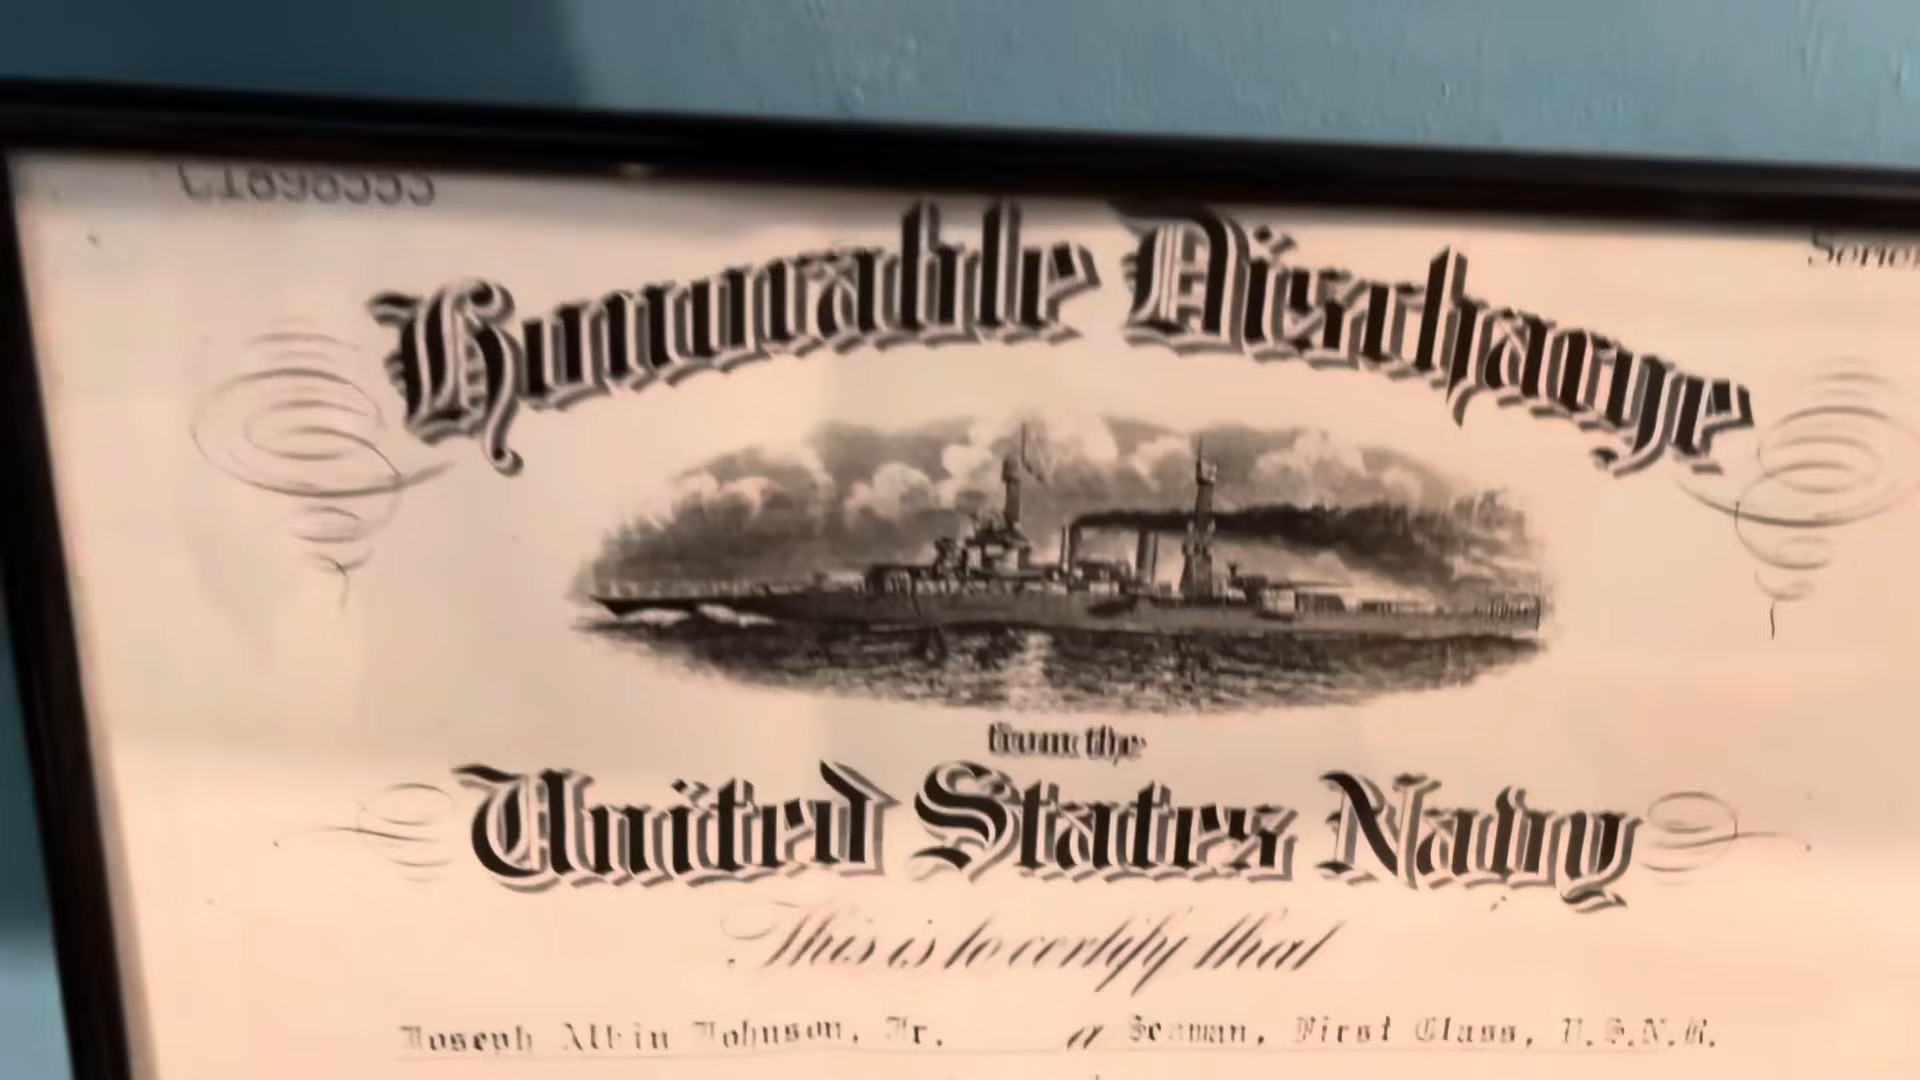 Honorable Discharge
from the
United States Navy
This is to certify that
Joseph Albin Johnson, Jr. a Seaman, First Class, U.S.N.R.